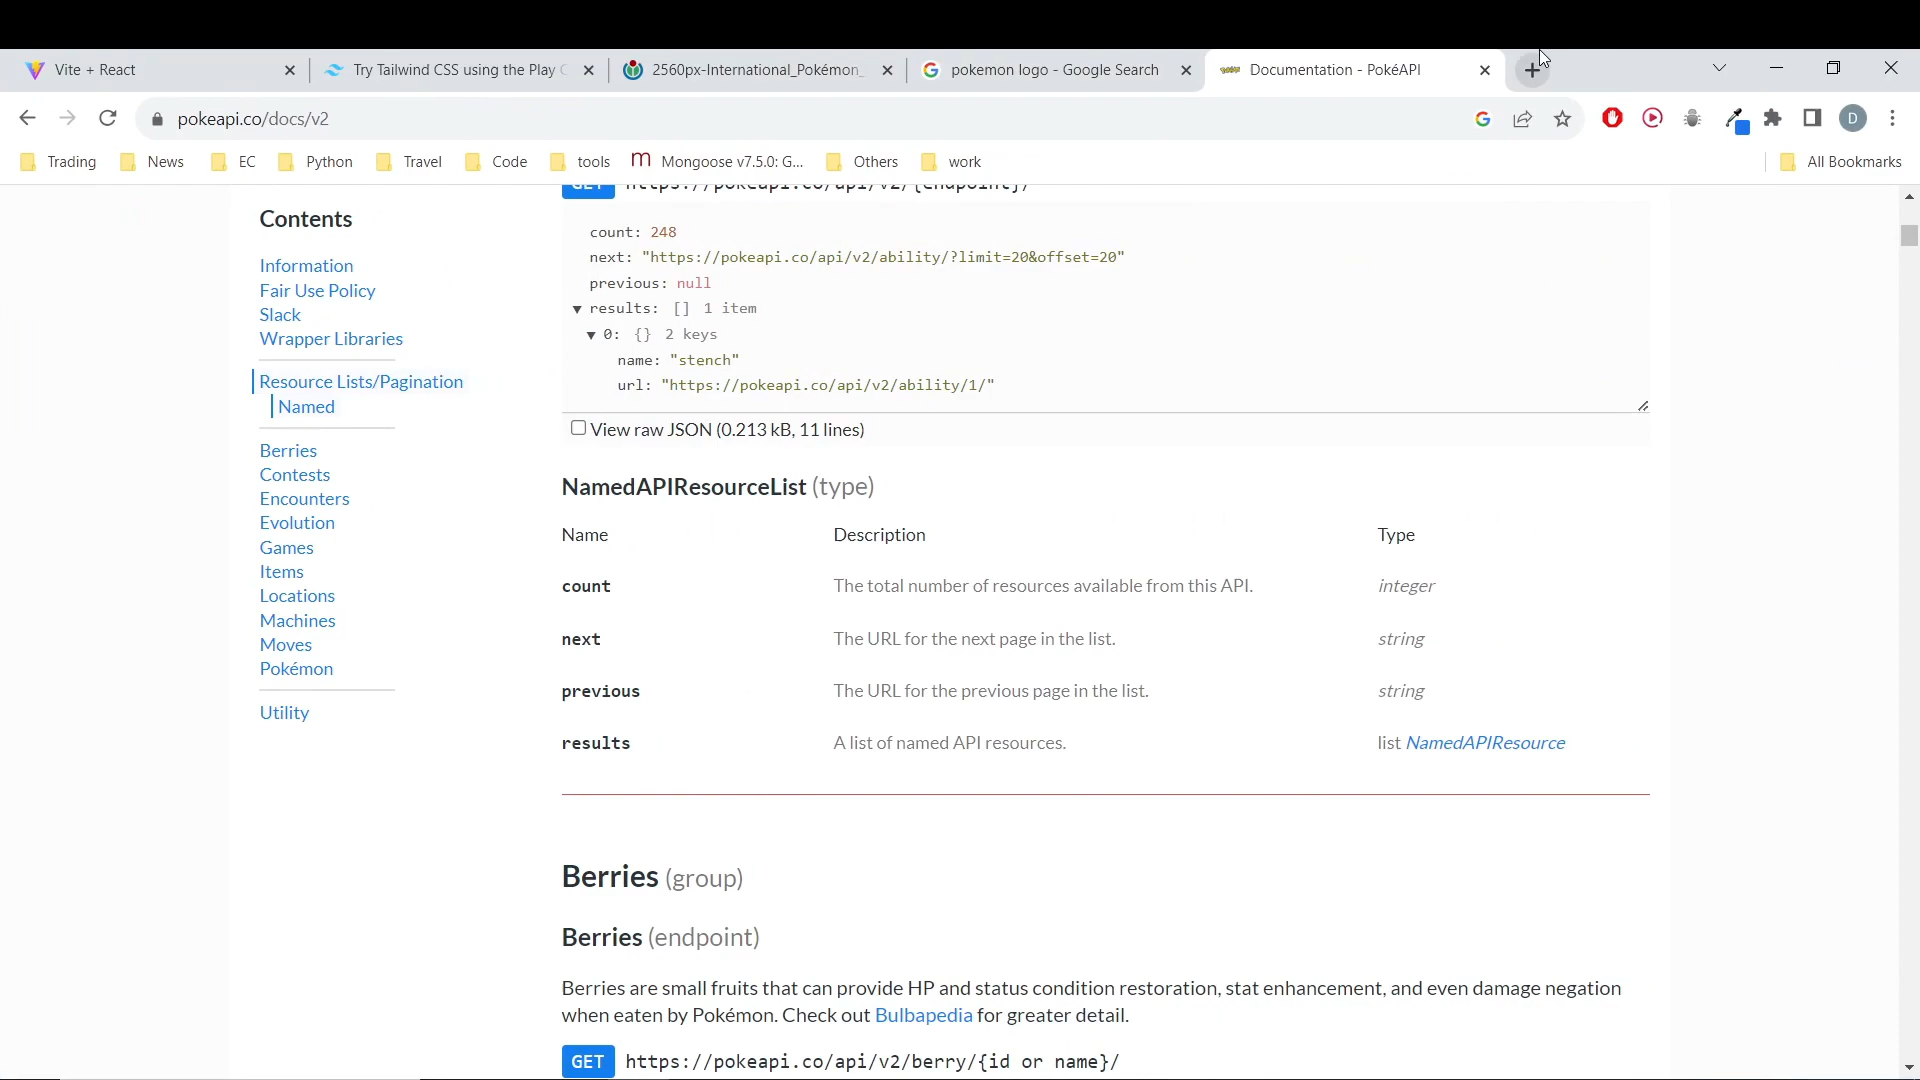 Vite + React
Try Tailwind CSS using the Play C
2560px-International_Pokémon_
pokemon logo - Google Search
Documentation - PokéAPI
pokeapi.co/docs/v2
D
Trading
News
EC
Python
Travel
Code
tools
Mongoose v7.5.0: G...
Others
work
All Bookmarks
Contents
Information
Fair Use Policy
Slack
Wrapper Libraries
Resource Lists/Pagination
Named
Berries
Contests
Encounters
Evolution
Games
Items
Locations
Machines
Moves
Pokémon
Utility
GET https://pokeapi.co/api/v2/{endpoint}/
count: 248
next: "https://pokeapi.co/api/v2/ability/?limit=20&offset=20"
previous: null
▼ results: [] 1 item
▼ 0: {} 2 keys
name: "stench"
url: "https://pokeapi.co/api/v2/ability/1/"
View raw JSON (0.213 kB, 11 lines)
NamedAPIResourceList (type)
Name Description Type
count The total number of resources available from this API. integer
next The URL for the next page in the list. string
previous The URL for the previous page in the list. string
results A list of named API resources. list NamedAPIResource
Berries (group)
Berries (endpoint)
Berries are small fruits that can provide HP and status condition restoration, stat enhancement, and even damage negation
when eaten by Pokémon. Check out Bulbapedia for greater detail.
GET https://pokeapi.co/api/v2/berry/{id or name}/